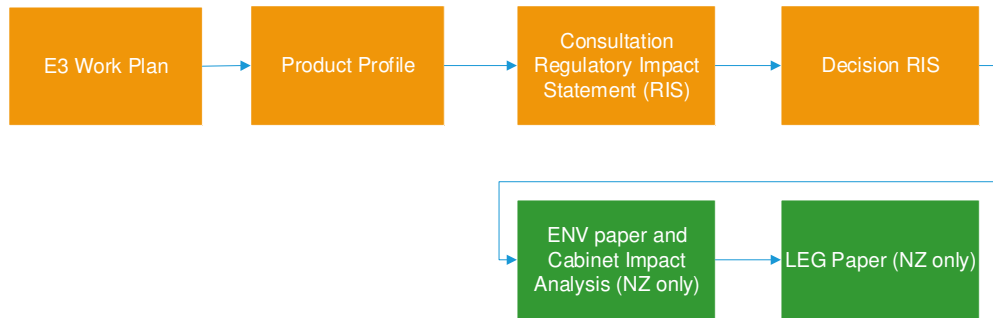 E3 Work Plan
Product Profile
Consultation
Regulatory Impact
Statement (RIS)
Decision RIS
ENV paper and
Cabinet Impact
Analysis (NZ only)
LEG Paper (NZ only)